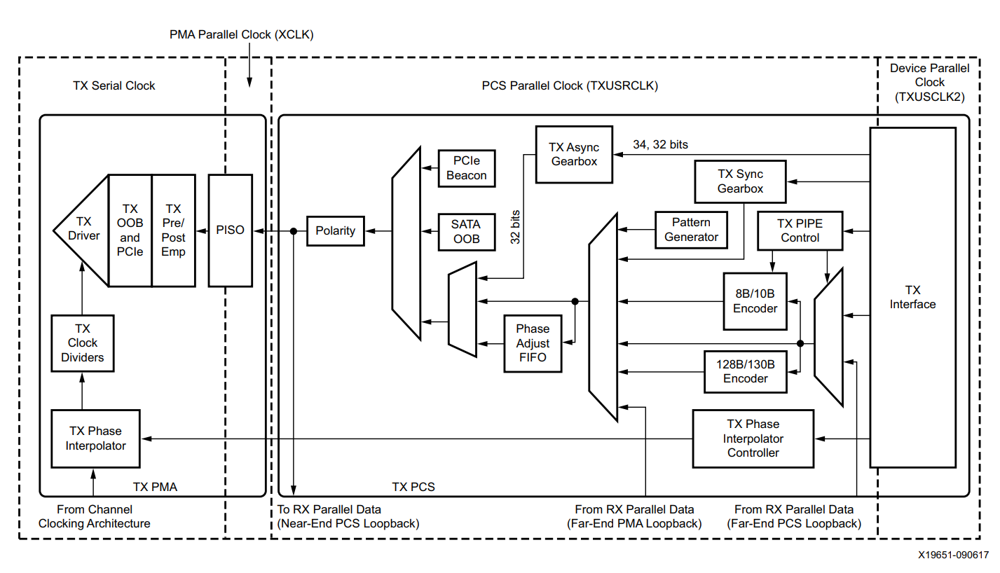 PMA Parallel Clock (XCLK)
TX Serial Clock
PCS Parallel Clock (TXUSRCLK)
Device Parallel
Clock
(TXUSCLK2)
TX Async
Gearbox
34, 32 bits
PCIe
Beacon
TX Sync
Gearbox
TX
Driver
TX
OOB
and
PCIe
TX
Pre/
Post
Emp
PISO
Polarity
SATA
OOB
32 bits
Pattern
Generator
TX PIPE
Control
8B/10B
Encoder
TX
Interface
TX
Clock
Dividers
Phase
Adjust
FIFO
128B/130B
Encoder
TX Phase
Interpolator
TX Phase
Interpolator
Controller
TX PMA
TX PCS
From Channel
Clocking Architecture
To RX Parallel Data
(Near-End PCS Loopback)
From RX Parallel Data
(Far-End PMA Loopback)
From RX Parallel Data
(Far-End PCS Loopback)
X19651-090617